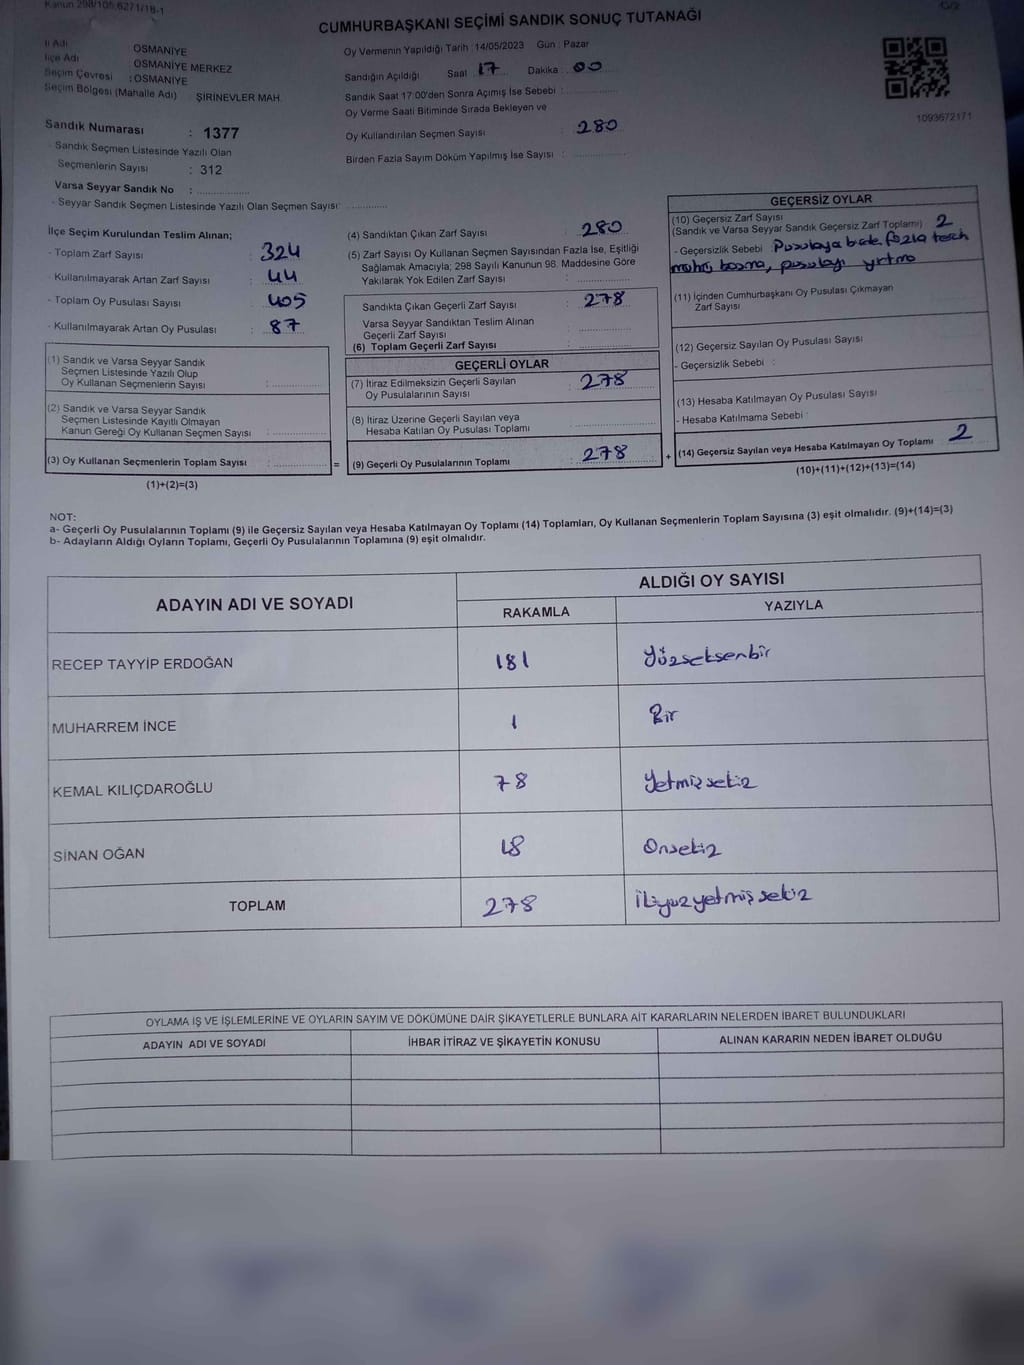 Kanun 298/105,6271/18-1
CUMHURBAŞKANI SEÇİMİ SANDIK SONUÇ TUTANAĞI
İl Adı OSMANİYE
İlçe Adı OSMANİYE MERKEZ
Seçim Çevresi : OSMANİYE
Seçim Bölgesi (Mahalle Adı) : ŞİRİNEVLER MAH.
Sandık Numarası : 1377
Sandık Seçmen Listesinde Yazılı Olan
Seçmenlerin Sayısı : 312
Varsa Seyyar Sandık No :
- Seyyar Sandık Seçmen Listesinde Yazılı Olan Seçmen Sayısı:
Oy Vermenin Yapıldığı Tarih : 14/05/2023 Gün : Pazar
Sandığın Açıldığı Saat 17 Dakika 00
Sandık Saat 17:00'den Sonra Açımış İse Sebebi :
Oy Verme Saati Bitiminde Sırada Bekleyen ve
Oy Kullandırılan Seçmen Sayısı : 280
Birden Fazla Sayım Döküm Yapılmış İse Sayısı :
1093672171
İlçe Seçim Kurulundan Teslim Alınan;
- Toplam Zarf Sayısı : 324
- Kullanılmayarak Artan Zarf Sayısı : 44
- Toplam Oy Pusulası Sayısı : 405
- Kullanılmayarak Artan Oy Pusulası : 87
(1) Sandık ve Varsa Seyyar Sandık
Seçmen Listesinde Yazılı Olup
Oy Kullanan Seçmenlerin Sayısı :
(2) Sandık ve Varsa Seyyar Sandık
Seçmen Listesinde Kayıtlı Olmayan
Kanun Gereği Oy Kullanan Seçmen Sayısı :
(3) Oy Kullanan Seçmenlerin Toplam Sayısı : =
(1)+(2)=(3)
(4) Sandıktan Çıkan Zarf Sayısı : 280
(5) Zarf Sayısı Oy Kullanan Seçmen Sayısından Fazla İse, Eşitliği
Sağlamak Amacıyla; 298 Sayılı Kanunun 98. Maddesine Göre
Yakılarak Yok Edilen Zarf Sayısı :
Sandıkta Çıkan Geçerli Zarf Sayısı : 278
Varsa Seyyar Sandıktan Teslim Alınan
Geçerli Zarf Sayısı :
(6) Toplam Geçerli Zarf Sayısı :
GEÇERLİ OYLAR
(7) İtiraz Edilmeksizin Geçerli Sayılan
Oy Pusulalarının Sayısı : 278
(8) İtiraz Üzerine Geçerli Sayılan veya
Hesaba Katılan Oy Pusulası Toplamı :
(9) Geçerli Oy Pusulalarının Toplamı : 278 +
GEÇERSİZ OYLAR
(10) Geçersiz Zarf Sayısı
(Sandık ve Varsa Seyyar Sandık Geçersiz Zarf Toplamı) : 2
- Geçersizlik Sebebi : Pusulaya birde fazla terch
mührü basma, pusulayı yırtma
(11) İçinden Cumhurbaşkanı Oy Pusulası Çıkmayan
Zarf Sayısı
(12) Geçersiz Sayılan Oy Pusulası Sayısı
- Geçersizlik Sebebi :
(13) Hesaba Katılmayan Oy Pusulası Sayısı
- Hesaba Katılmama Sebebi :
(14) Geçersiz Sayılan veya Hesaba Katılmayan Oy Toplamı 2
(10)+(11)+(12)+(13)=(14)
NOT:
a- Geçerli Oy Pusulalarının Toplamı (9) ile Geçersiz Sayılan veya Hesaba Katılmayan Oy Toplamı (14) Toplamları, Oy Kullanan Seçmenlerin Toplam Sayısına (3) eşit olmalıdır. (9)+(14)=(3)
b- Adayların Aldığı Oyların Toplamı, Geçerli Oy Pusulalarının Toplamına (9) eşit olmalıdır.
ADAYIN ADI VE SOYADI
ALDIĞI OY SAYISI
RAKAMLA YAZIYLA
RECEP TAYYİP ERDOĞAN 181 Yüzseksenbir
MUHARREM İNCE 1 Bir
KEMAL KILIÇDAROĞLU 78 Yetmişsekiz
SİNAN OĞAN 18 Onsekiz
TOPLAM 278 İkiyüzyetmişsekiz
OYLAMA İŞ VE İŞLEMLERİNE VE OYLARIN SAYIM VE DÖKÜMÜNE DAİR ŞİKAYETLERLE BUNLARA AİT KARARLARIN NELERDEN İBARET BULUNDUKLARI
ADAYIN ADI VE SOYADI İHBAR İTİRAZ VE ŞİKAYETİN KONUSU ALINAN KARARIN NEDEN İBARET OLDUĞU